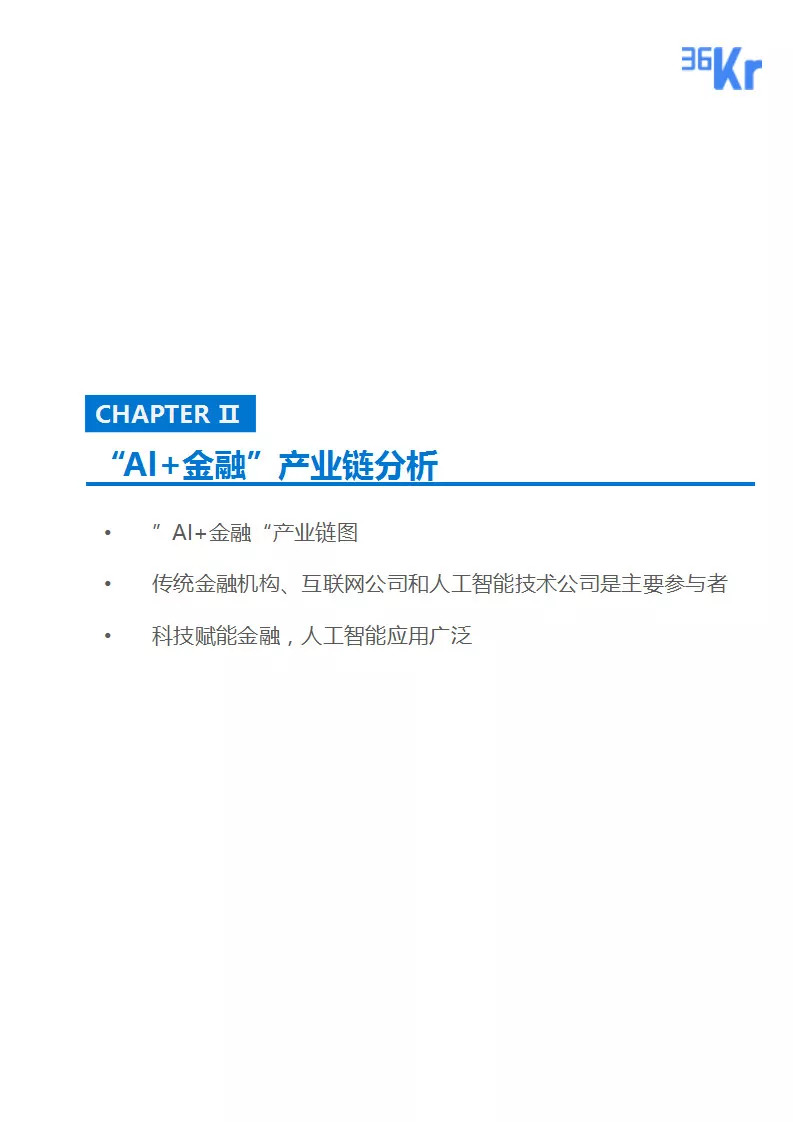 36Kr
CHAPTER Ⅱ
“AI+金融”产业链分析
• ”AI+金融“产业链图
• 传统金融机构、互联网公司和人工智能技术公司是主要参与者
• 科技赋能金融，人工智能应用广泛